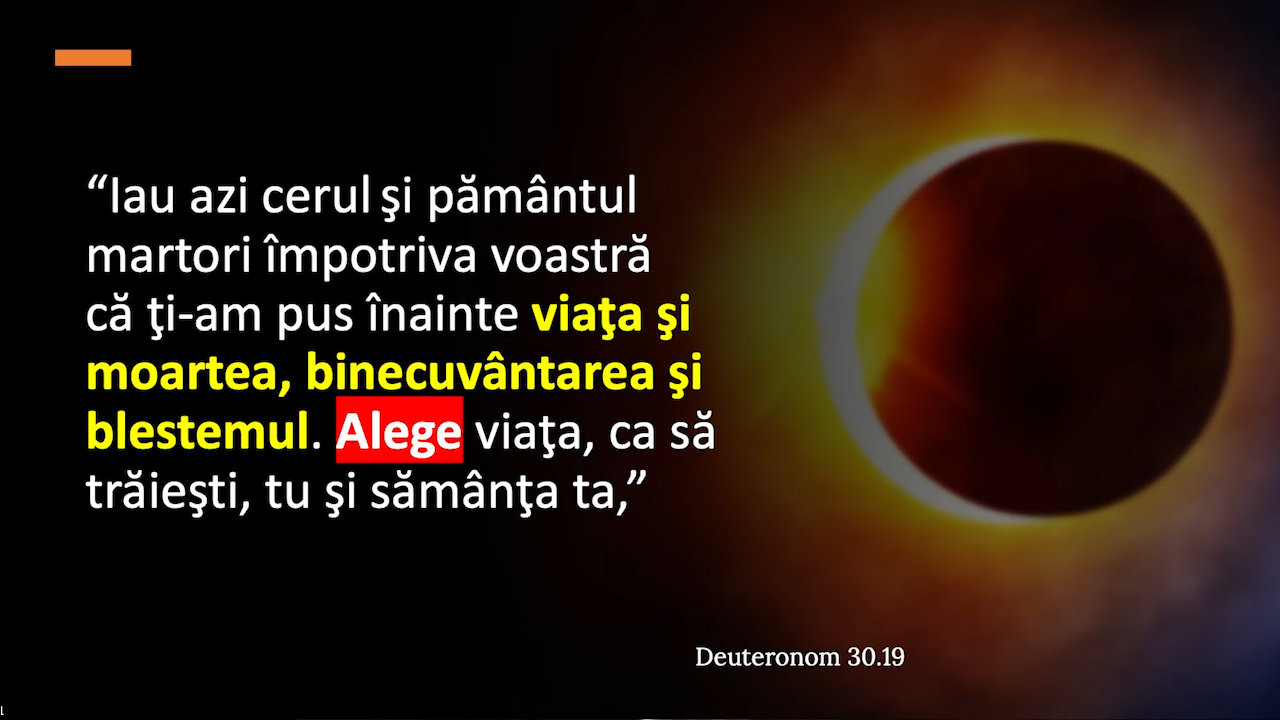 “Iau azi cerul şi pământul
martori împotriva voastră
că ţi-am pus înainte viaţa şi
moartea, binecuvântarea şi
blestemul. Alege viaţa, ca să
trăieşti, tu şi sămânţa ta,”
Deuteronom 30.19